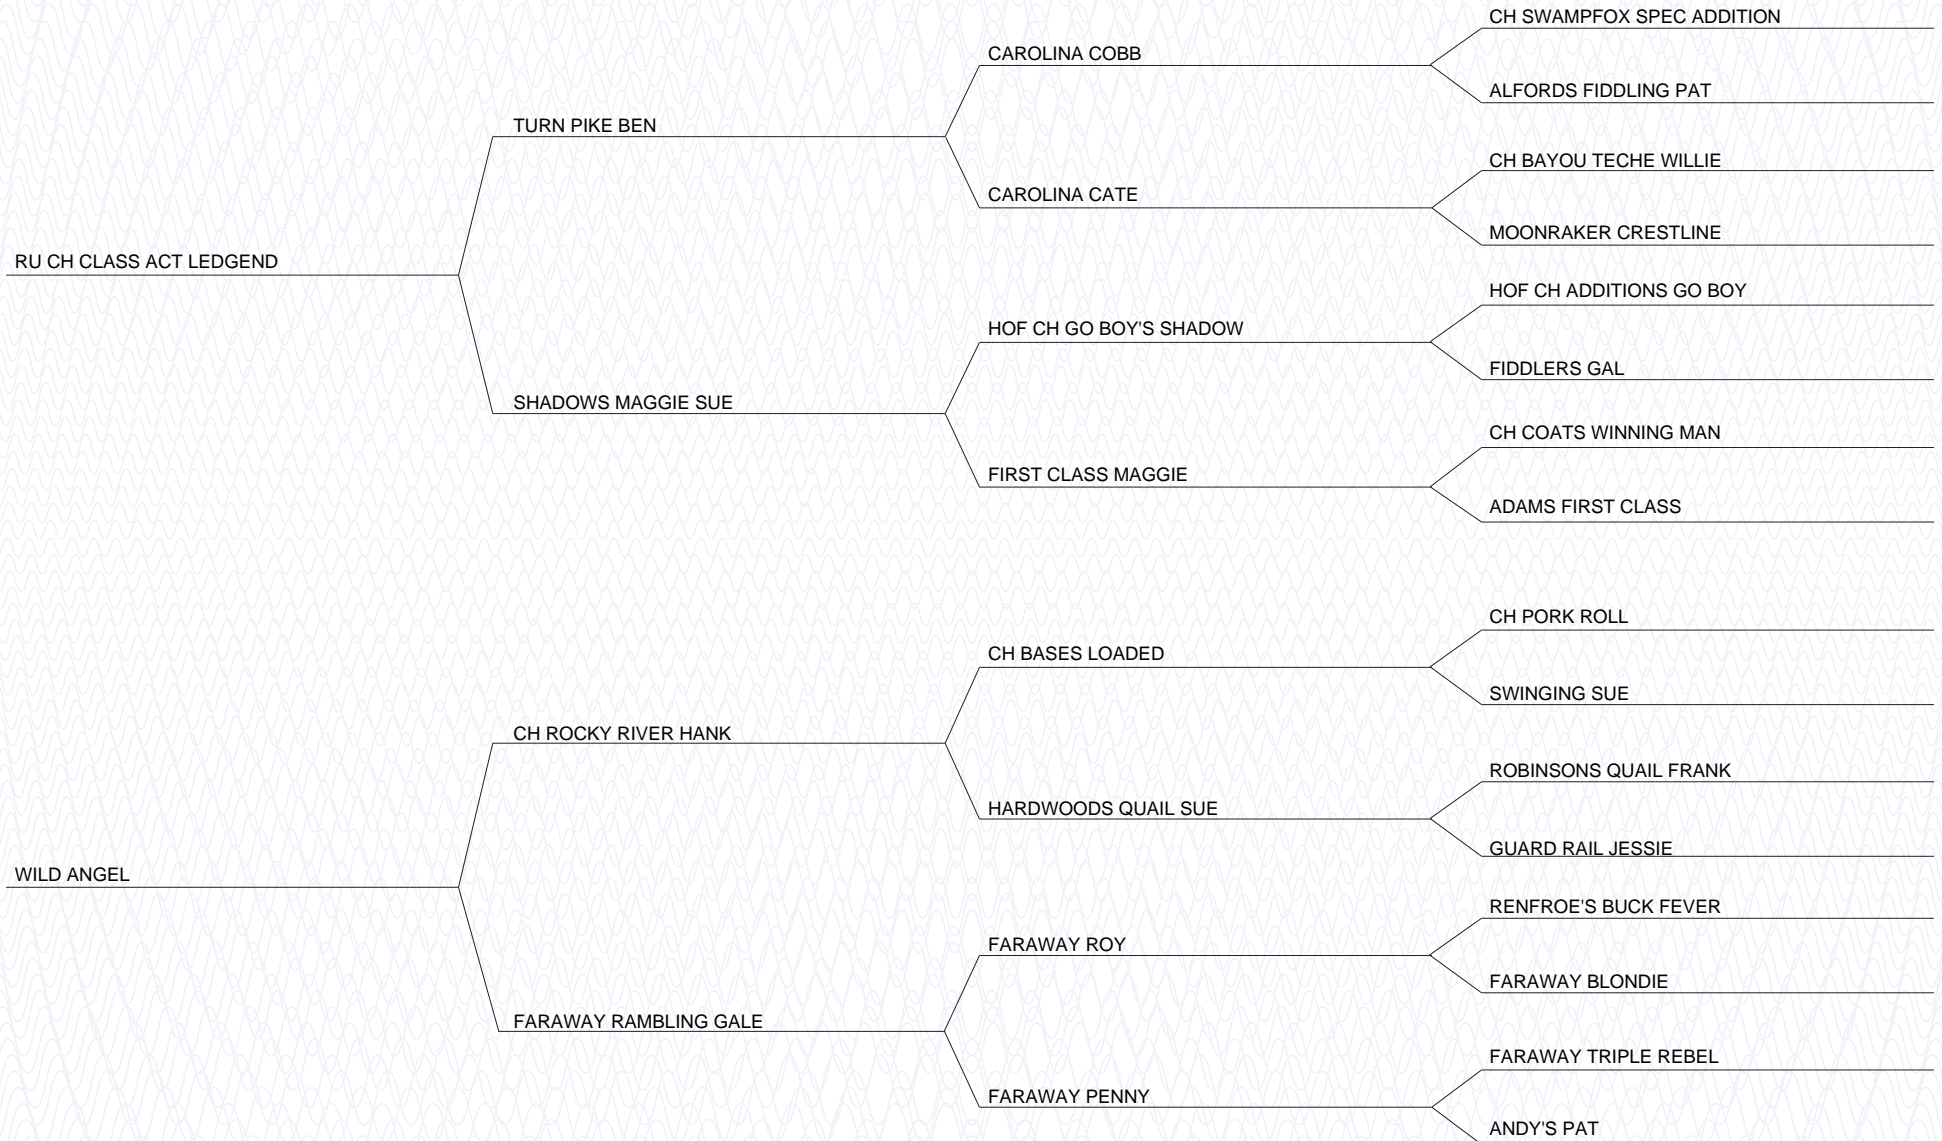 CH SWAMPFOX SPEC ADDITION
CAROLINA COBB
ALFORDS FIDDLING PAT
TURN PIKE BEN
CH BAYOU TECHE WILLIE
CAROLINA CATE
MOONRAKER CRESTLINE
RU CH CLASS ACT LEDGEND
HOF CH ADDITIONS GO BOY
HOF CH GO BOY'S SHADOW
FIDDLERS GAL
SHADOWS MAGGIE SUE
CH COATS WINNING MAN
FIRST CLASS MAGGIE
ADAMS FIRST CLASS
CH PORK ROLL
CH BASES LOADED
SWINGING SUE
CH ROCKY RIVER HANK
ROBINSONS QUAIL FRANK
HARDWOODS QUAIL SUE
GUARD RAIL JESSIE
WILD ANGEL
RENFROE'S BUCK FEVER
FARAWAY ROY
FARAWAY BLONDIE
FARAWAY RAMBLING GALE
FARAWAY TRIPLE REBEL
FARAWAY PENNY
ANDY'S PAT